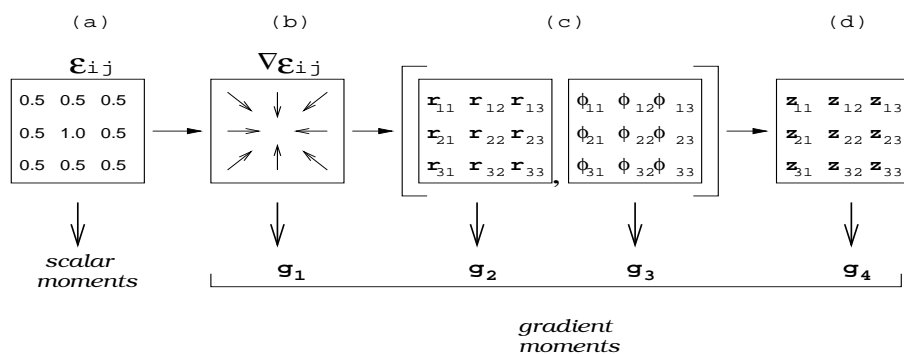 (a) (b) (c) (d)
εij ∇εij
0.5 0.5 0.5 r11 r12 r13 ϕ11 ϕ12 ϕ13 z11 z12 z13
0.5 1.0 0.5 r21 r22 r23 ϕ21 ϕ22 ϕ23 z21 z22 z23
0.5 0.5 0.5 r31 r32 r33 , ϕ31 ϕ32 ϕ33 z31 z32 z33
scalar moments
g1 g2 g3 g4
gradient
moments